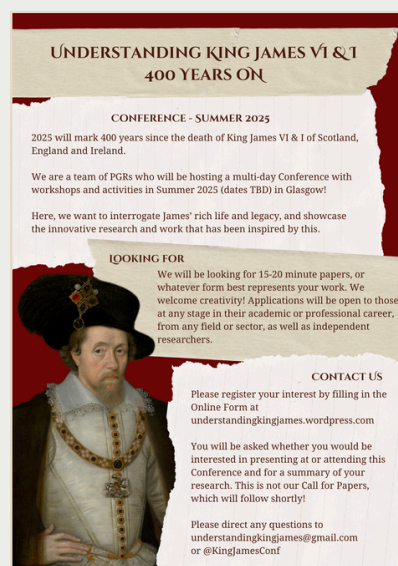 Understanding King James VI & I
400 Years On
Conference - Summer 2025
2025 will mark 400 years since the death of King James VI & I of Scotland,
England and Ireland.
We are a team of PGRs who will be hosting a multi-day Conference with
workshops and activities in Summer 2025 (dates TBD) in Glasgow!
Here, we want to interrogate James' rich life and legacy, and showcase
the innovative research and work that has been inspired by this.
Looking for
We will be looking for 15-20 minute papers, or
whatever form best represents your work. We
welcome creativity! Applications will be open to those
at any stage in their academic or professional career,
from any field or sector, as well as independent
researchers.
Contact Us
Please register your interest by filling in the
Online Form at
understandingkingjames.wordpress.com
You will be asked whether you would be
interested in presenting at or attending this
Conference and for a summary of your
research. This is not our Call for Papers,
which will follow shortly!
Please direct any questions to
understandingkingjames@gmail.com
or @KingJamesConf